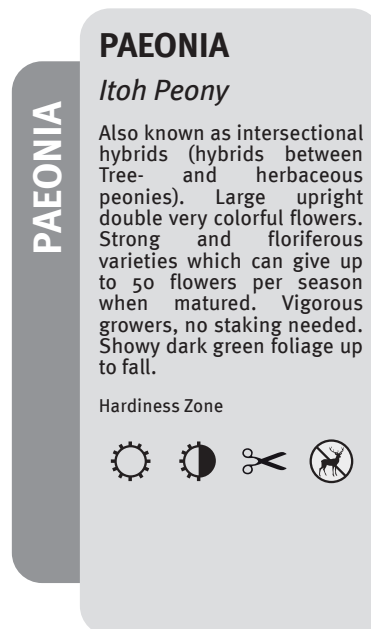 PAEONIA
PAEONIA
Itoh Peony
Also known as intersectional
hybrids (hybrids between
Tree- and herbaceous
peonies). Large upright
double very colorful flowers.
Strong and floriferous
varieties which can give up
to 50 flowers per season
when matured. Vigorous
growers, no staking needed.
Showy dark green foliage up
to fall.
Hardiness Zone